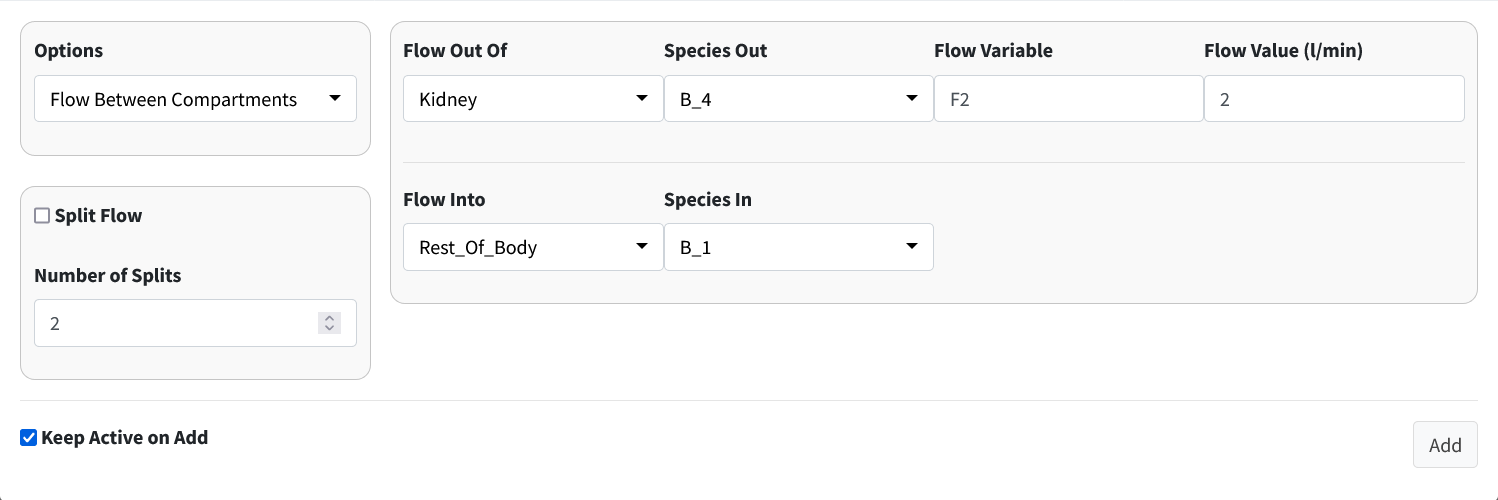 Options
Flow Between Compartments
Split Flow
Number of Splits
2
Flow Out Of Species Out Flow Variable Flow Value (l/min)
Kidney B_4 F2 2
Flow Into Species In
Rest_Of_Body B_1
Keep Active on Add
Add